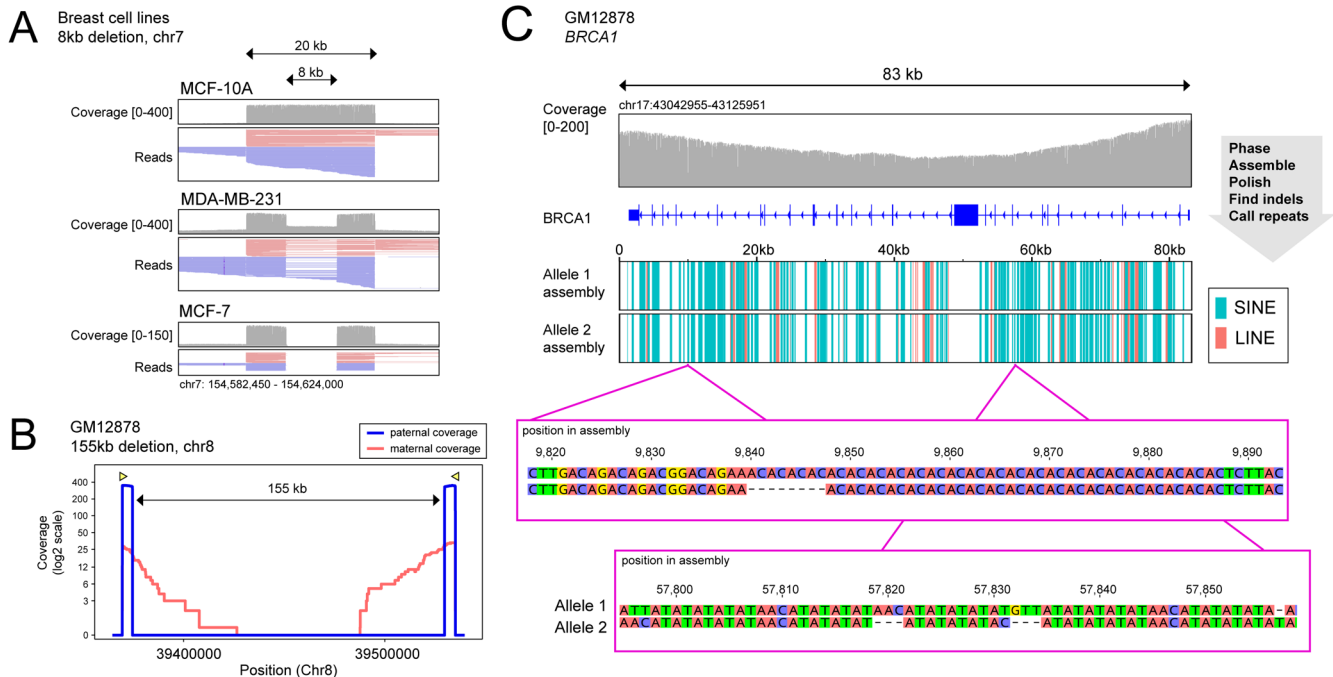 A
Breast cell lines
8kb deletion, chr7
20 kb
8 kb
MCF-10A
Coverage [0-400]
Reads
MDA-MB-231
Coverage [0-400]
Reads
MCF-7
Coverage [0-150]
Reads
chr7: 154,582,450 - 154,624,000
B
GM12878
155kb deletion, chr8
paternal coverage
maternal coverage
155 kb
Coverage
(log2 scale)
400
200
100
50
25
12
6
3
0
39400000 39500000
Position (Chr8)
C
GM12878
BRCA1
83 kb
chr17:43042955-43125951
Coverage
[0-200]
BRCA1
0 20kb 40kb 60kb 80kb
Allele 1
assembly
Allele 2
assembly
Phase
Assemble
Polish
Find indels
Call repeats
SINE
LINE
position in assembly
9,820 9,830 9,840 9,850 9,860 9,870 9,880 9,890
CTTGACAGACAGACGGACAGAAACACACACACACACACACACACACACACACACACACACACACACACACACTCTTAC
CTTGACAGACAGACGGACAGAA--------ACACACACACACACACACACACACACACACACACACACACTCTTAC
position in assembly
57,800 57,810 57,820 57,830 57,840 57,850
Allele 1
ATTATATATATATAACATATATATAACATATATATATGTTATATATATATAACATATATATA-A
Allele 2
AACATATATATATAACATATATAT---ATATATATAC---ATATATATATAACATATATATATA